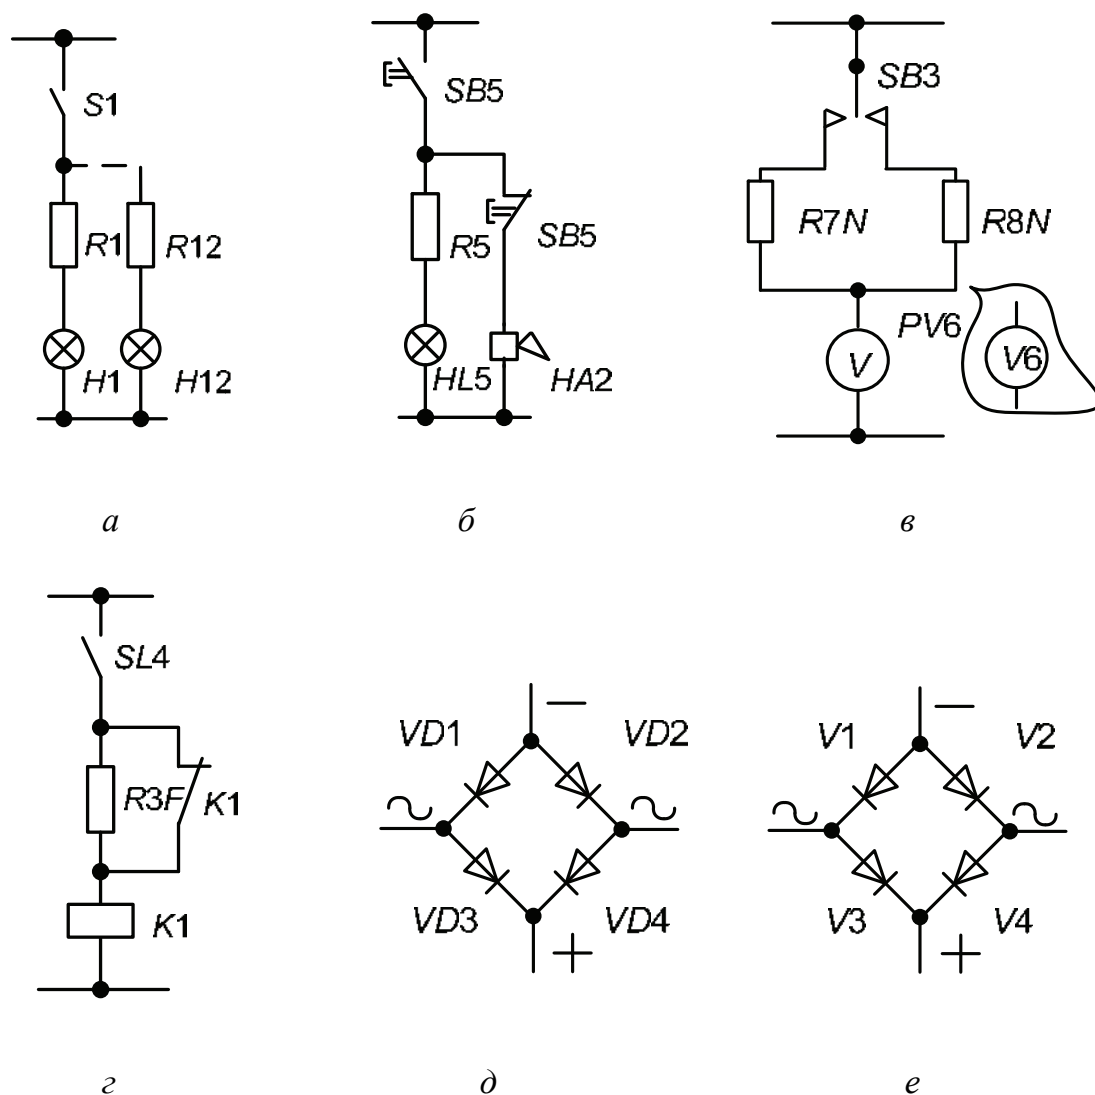 S1
R1
R12
H1
H12
SB5
R5
SB5
HL5
HA2
SB3
R7N
R8N
PV6
V
V6
а
б
в
SL4
R3F
K1
K1
VD1
VD2
VD3
VD4
V1
V2
V3
V4
г
д
е